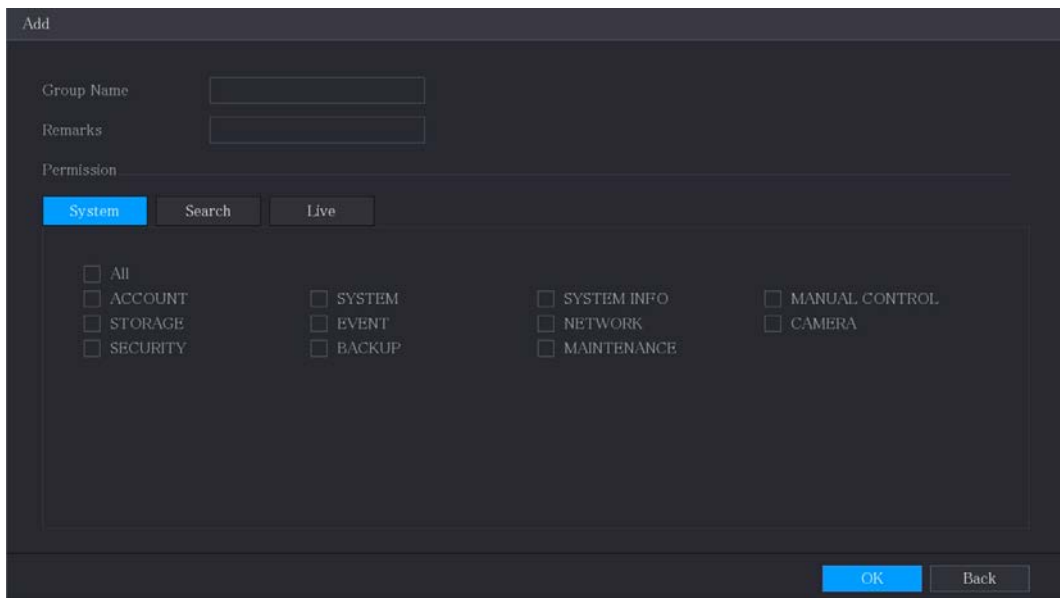 Add
Group Name
Remarks
Permission
System Search Live
All
ACCOUNT SYSTEM SYSTEM INFO MANUAL CONTROL
STORAGE EVENT NETWORK CAMERA
SECURITY BACKUP MAINTENANCE
OK Back